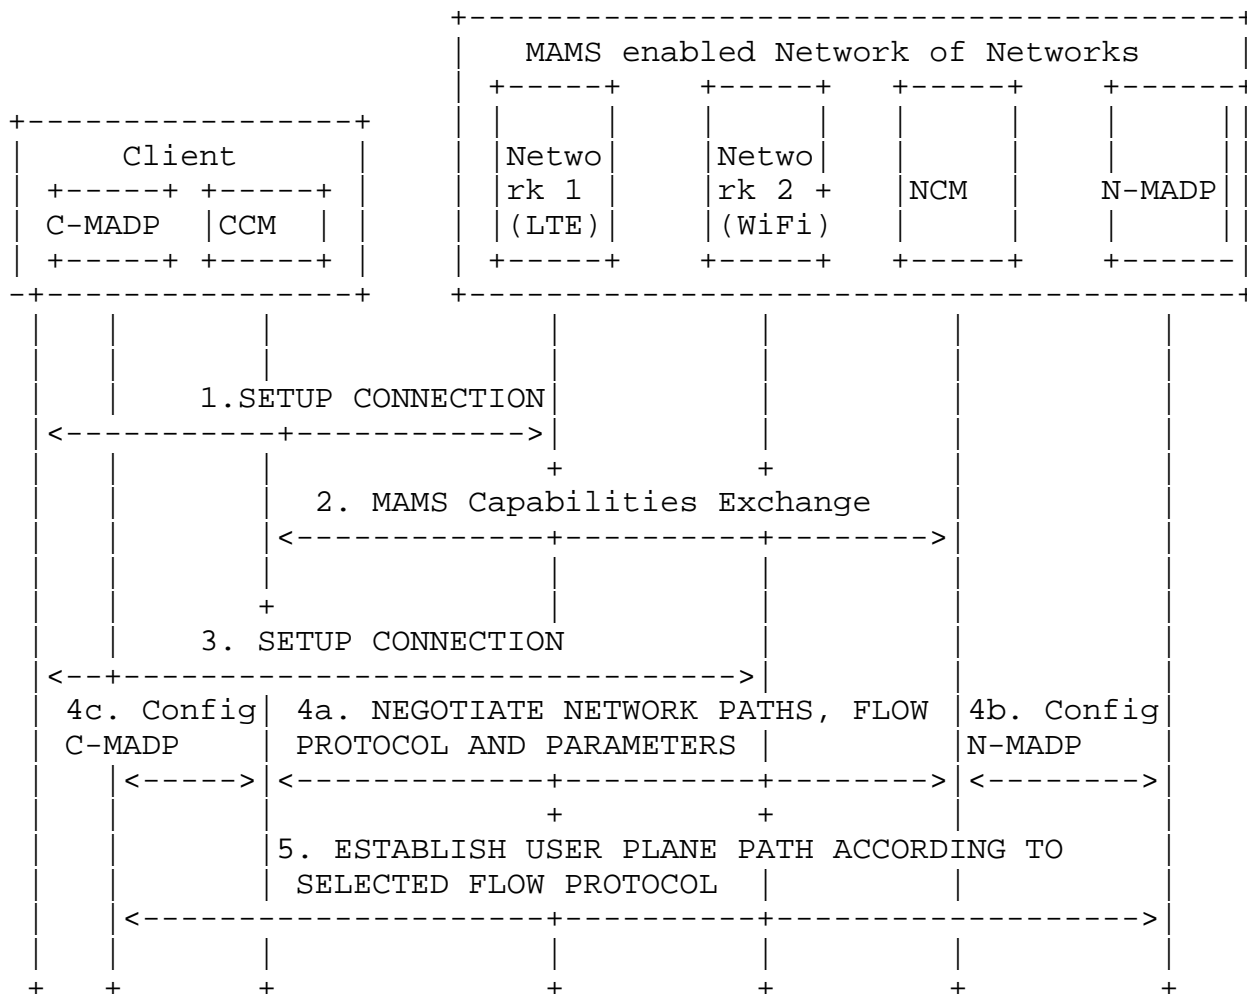 MAMS enabled Network of Networks
Client
Netwo Netwo
rk 1 rk 2 + NCM N-MADP
C-MADP CCM (LTE) (WiFi)
1.SETUP CONNECTION
2. MAMS Capabilities Exchange
3. SETUP CONNECTION
4c. Config 4a. NEGOTIATE NETWORK PATHS, FLOW 4b. Config
C-MADP PROTOCOL AND PARAMETERS N-MADP
5. ESTABLISH USER PLANE PATH ACCORDING TO
SELECTED FLOW PROTOCOL